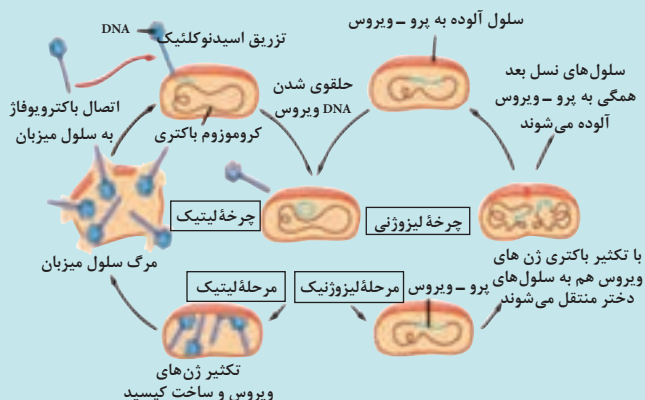 سلول آلوده به پرو ـ ویروس
DNA
تزریق اسیدنوکلئیک
سلول‌های نسل بعد
همگی به پرو ـ ویروس
آلوده می‌شوند
حلقوی شدن
DNA ویروس
اتصال باکتریوفاژ
به سلول میزبان
کروموزوم باکتری
چرخهٔ لیزوژنی
چرخهٔ لیتیک
مرگ سلول میزبان
با تکثیر باکتری ژن های
ویروس هم به سلول‌های
دختر منتقل می‌شوند
پرو ـ ویروس
مرحلهٔ لیزوژنیک
مرحلهٔ لیتیک
تکثیر ژن‌های
ویروس و ساخت کپسید